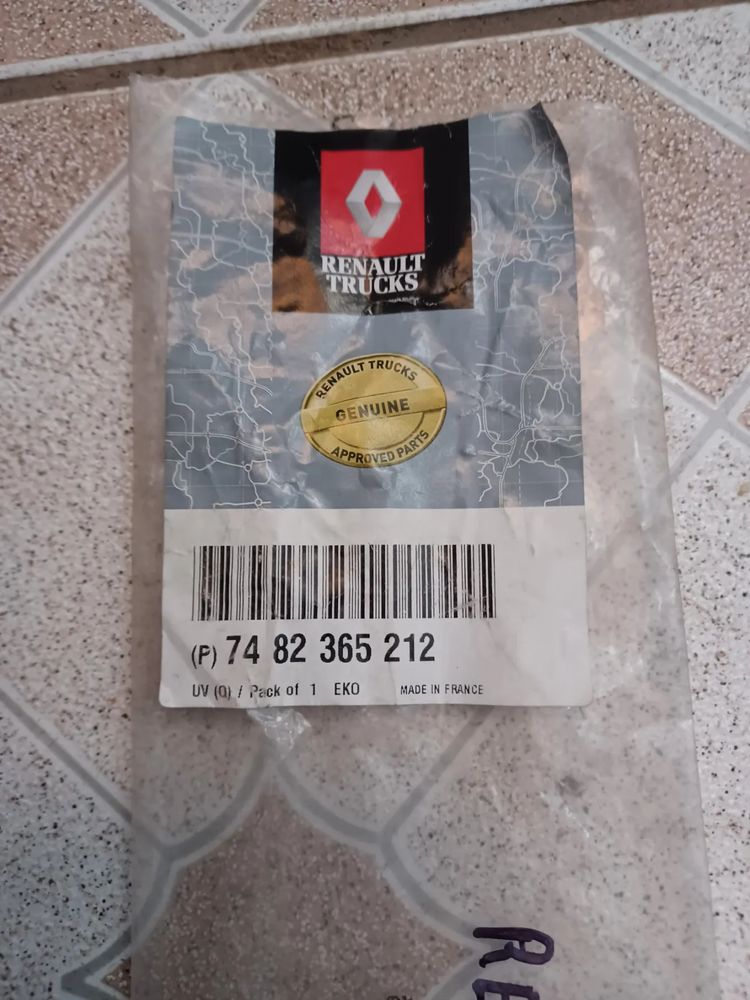 RENAULT
TRUCKS
RENAULT TRUCKS
GENUINE
APPROVED PARTS
(P) 74 82 365 212
UV (Q) / Pack of 1 EKO MADE IN FRANCE
RE